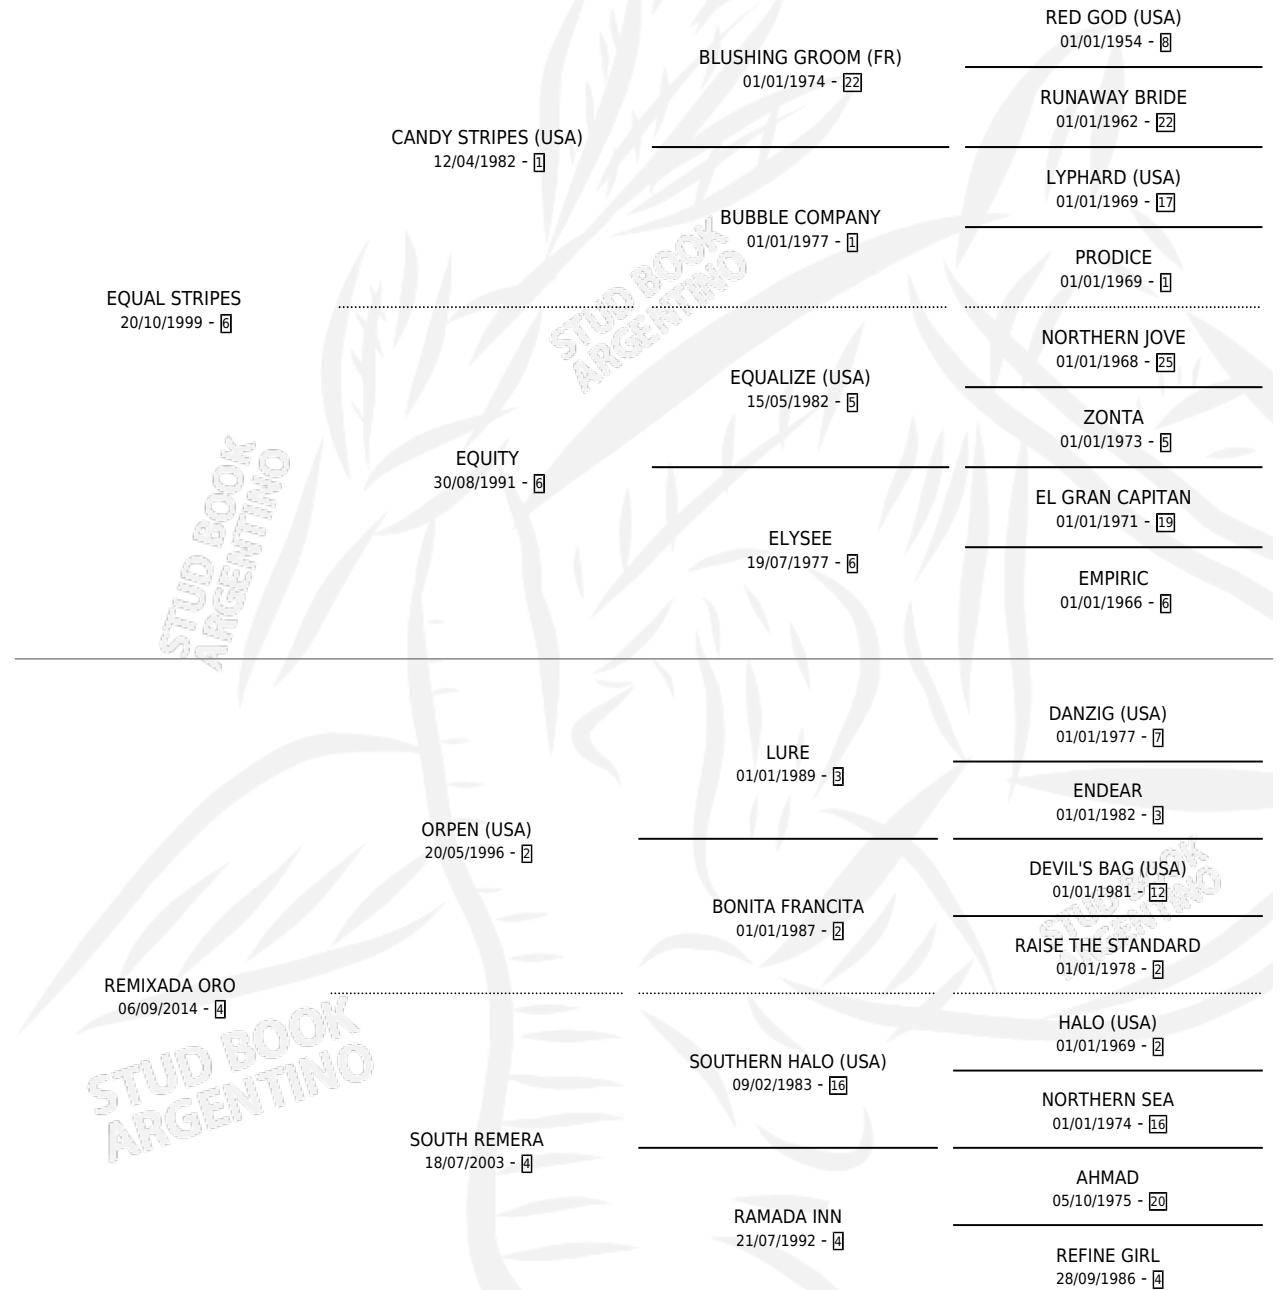 EQUAL STRIPES
20/10/1999 - 6
CANDY STRIPES (USA)
12/04/1982 - 1
BLUSHING GROOM (FR)
01/01/1974 - 22
RED GOD (USA)
01/01/1954 - 8
RUNAWAY BRIDE
01/01/1962 - 22
BUBBLE COMPANY
01/01/1977 - 1
LYPHARD (USA)
01/01/1969 - 17
PRODICE
01/01/1969 - 1
EQUITY
30/08/1991 - 6
EQUALIZE (USA)
15/05/1982 - 5
NORTHERN JOVE
01/01/1968 - 25
ZONTA
01/01/1973 - 5
ELYSEE
19/07/1977 - 6
EL GRAN CAPITAN
01/01/1971 - 19
EMPIRIC
01/01/1966 - 6
REMIXADA ORO
06/09/2014 - 4
ORPEN (USA)
20/05/1996 - 2
LURE
01/01/1989 - 3
DANZIG (USA)
01/01/1977 - 7
ENDEAR
01/01/1982 - 3
BONITA FRANCITA
01/01/1987 - 2
DEVIL'S BAG (USA)
01/01/1981 - 12
RAISE THE STANDARD
01/01/1978 - 2
SOUTH REMERA
18/07/2003 - 4
SOUTHERN HALO (USA)
09/02/1983 - 16
HALO (USA)
01/01/1969 - 2
NORTHERN SEA
01/01/1974 - 16
RAMADA INN
21/07/1992 - 4
AHMAD
05/10/1975 - 20
REFINE GIRL
28/09/1986 - 4
STUD BOOK
ARGENTINO
STUD BOOK
ARGENTINO
STUD BOOK
ARGENTINO
STUD BOOK
ARGENTINO